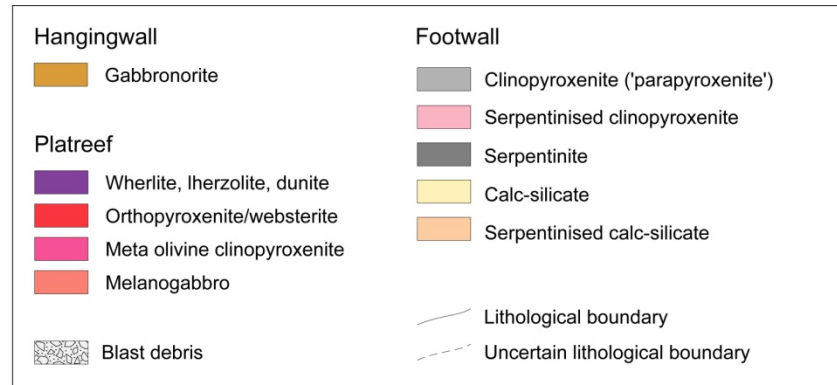 Hangingwall
Gabbronorite
Platreef
Wherlite, lherzolite, dunite
Orthopyroxenite/websterite
Meta olivine clinopyroxenite
Melanogabbro
Blast debris
Footwall
Clinopyroxenite ('parapyroxenite')
Serpentinised clinopyroxenite
Serpentinite
Calc-silicate
Serpentinised calc-silicate
Lithological boundary
Uncertain lithological boundary